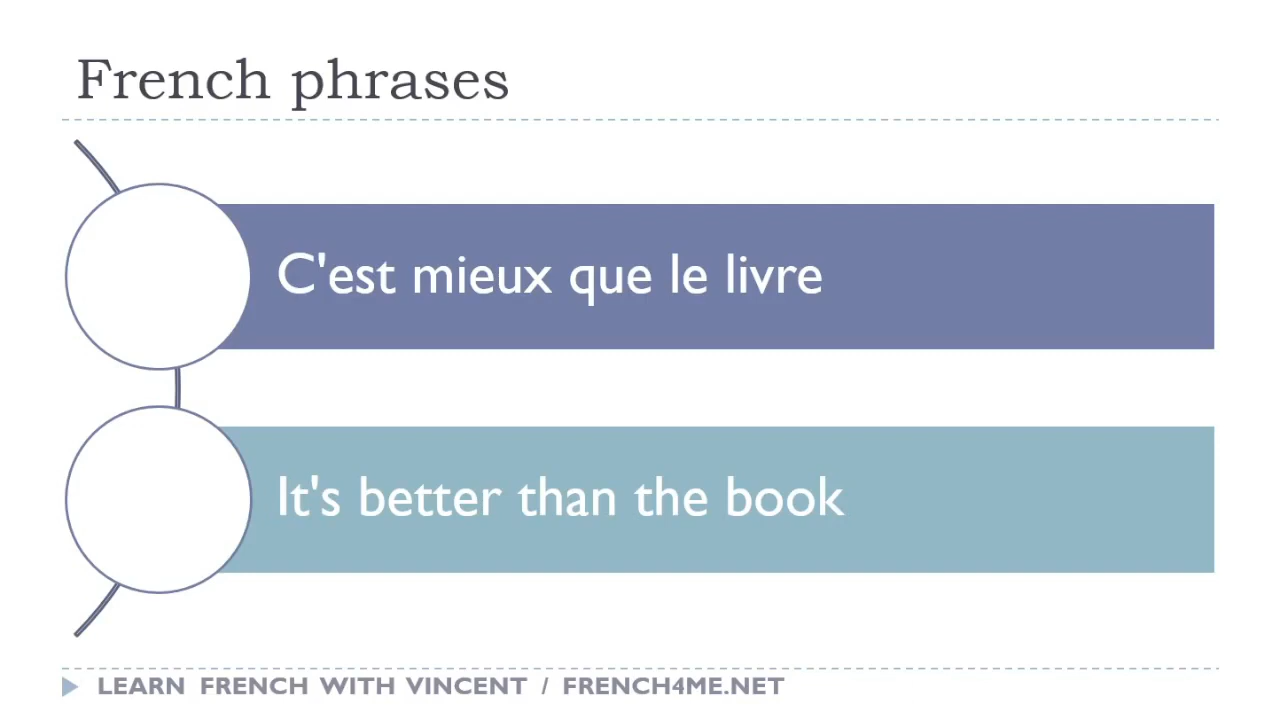 French phrases
C'est mieux que le livre
It's better than the book
LEARN FRENCH WITH VINCENT / FRENCH4ME.NET